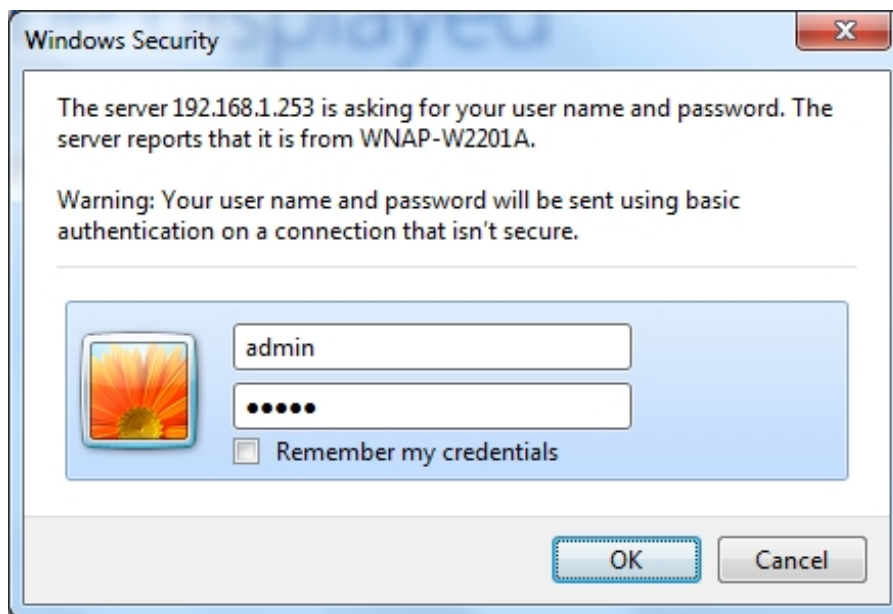 displayed
Windows Security
The server 192.168.1.253 is asking for your user name and password. The
server reports that it is from WNAP-W2201A.
Warning: Your user name and password will be sent using basic
authentication on a connection that isn't secure.
admin
●●●●●
Remember my credentials
OK
Cancel